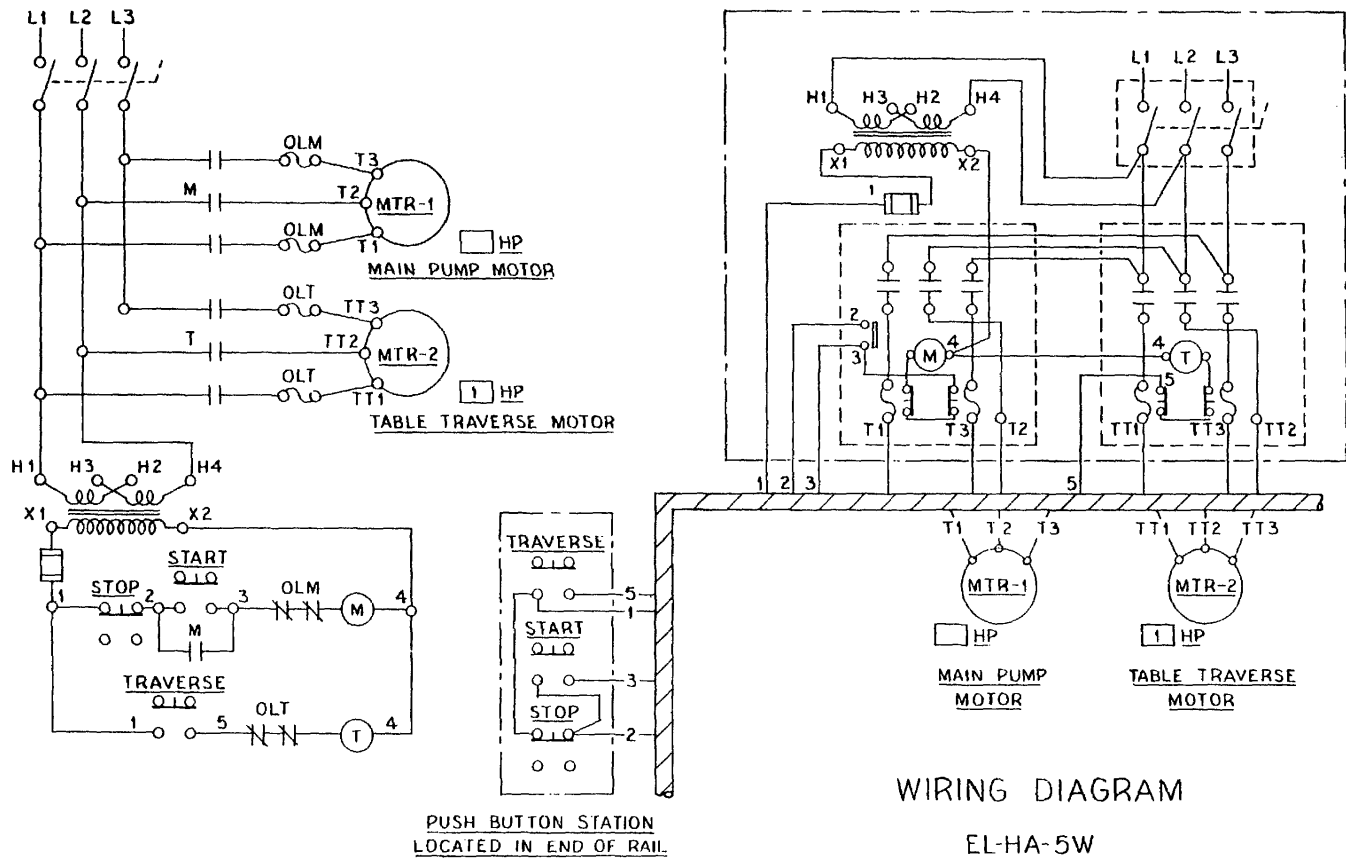 L1 L2 L3
OLM
T3
M
T2
MTR-1
OLM
T1
HP
MAIN PUMP MOTOR
OLT
TT3
T
TT2
MTR-2
OLT
TT1
1 HP
TABLE TRAVERSE MOTOR
H1 H3 H2 H4
X1 X2
START
STOP
1 2 3 OLM M 4
M
TRAVERSE
1 5 OLT T 4
TRAVERSE
5
1
START
3
STOP
2
PUSH BUTTON STATION
LOCATED IN END OF RAIL
L1 L2 L3
H1 H3 H2 H4
X1 X2
1
2
3
M 4
4 T
5
T1 T3 T2
TT1 TT3 TT2
1 2 3 5
T1 T2 T3
TT1 TT2 TT3
MTR-1
MTR-2
HP
1 HP
MAIN PUMP
MOTOR
TABLE TRAVERSE
MOTOR
WIRING DIAGRAM
EL-HA-5W